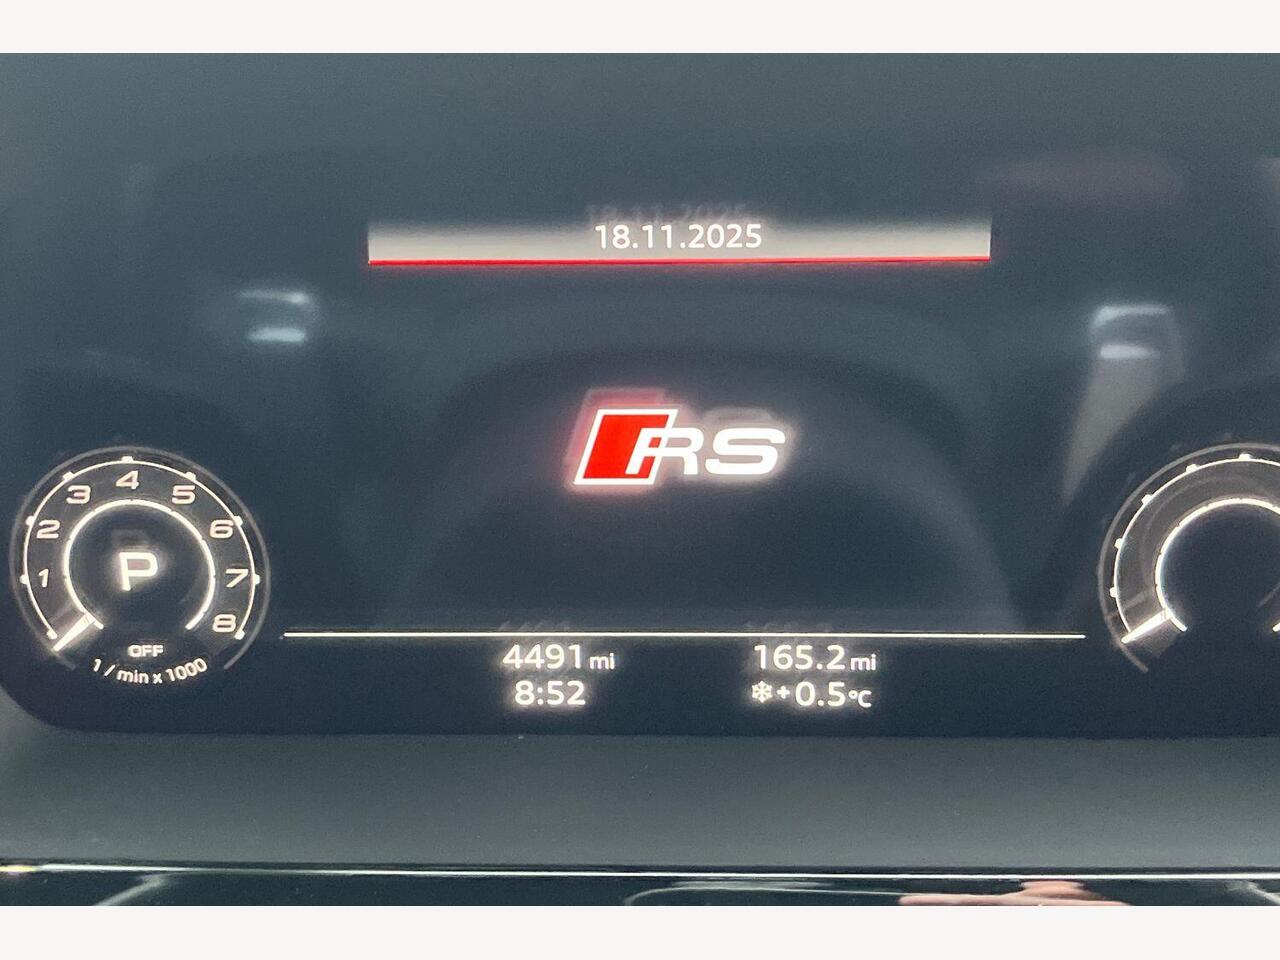 18.11.2025
RS
1 2 3 4 5 6 7 8
P
OFF
1 / min x 1000
4491 mi
165.2 mi
8:52
+0.5 °C